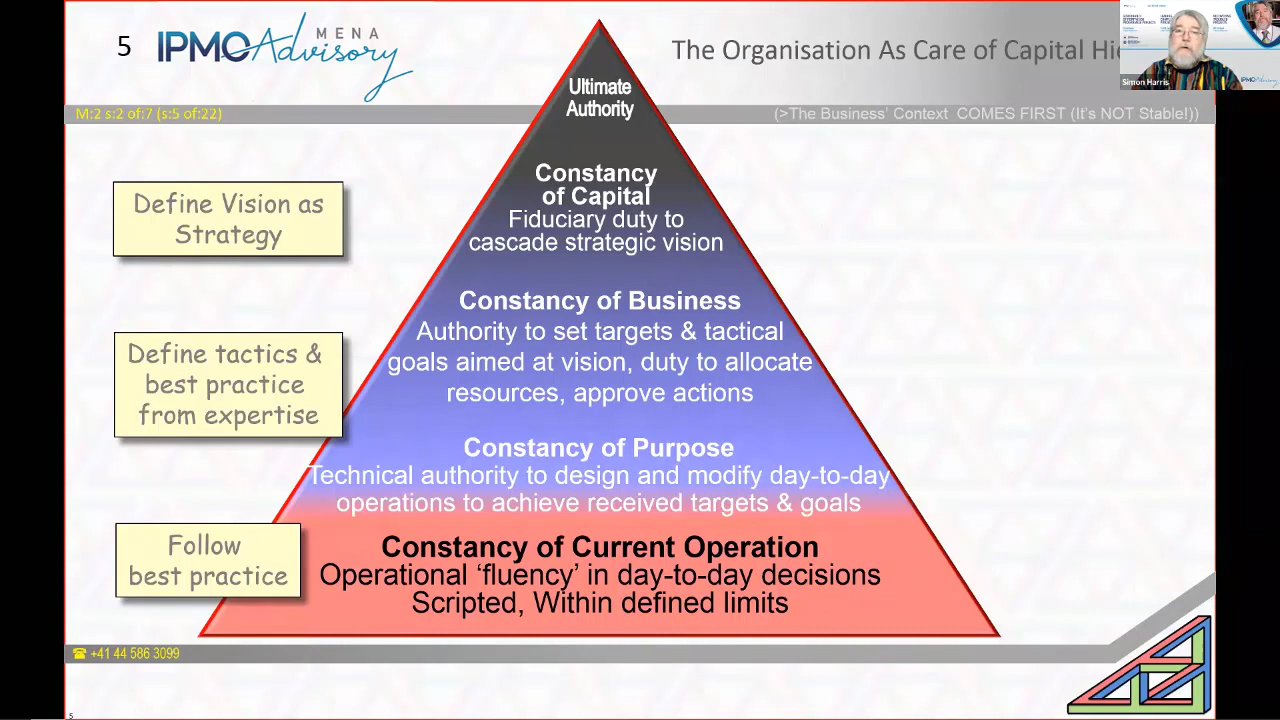 5
IPMO Advisory
MENA
The Organisation As Care of Capital Hi
Simon Harris
M:2 s:2 of:7 (s:5 of:22)
(>The Business' Context COMES FIRST (It's NOT Stable!))
Ultimate
Authority
Constancy
of Capital
Fiduciary duty to
cascade strategic vision
Define Vision as
Strategy
Constancy of Business
Authority to set targets & tactical
goals aimed at vision, duty to allocate
resources, approve actions
Define tactics &
best practice
from expertise
Constancy of Purpose
Technical authority to design and modify day-to-day
operations to achieve received targets & goals
Follow
best practice
Constancy of Current Operation
Operational 'fluency' in day-to-day decisions
Scripted, Within defined limits
☎ +41 44 586 3099
5